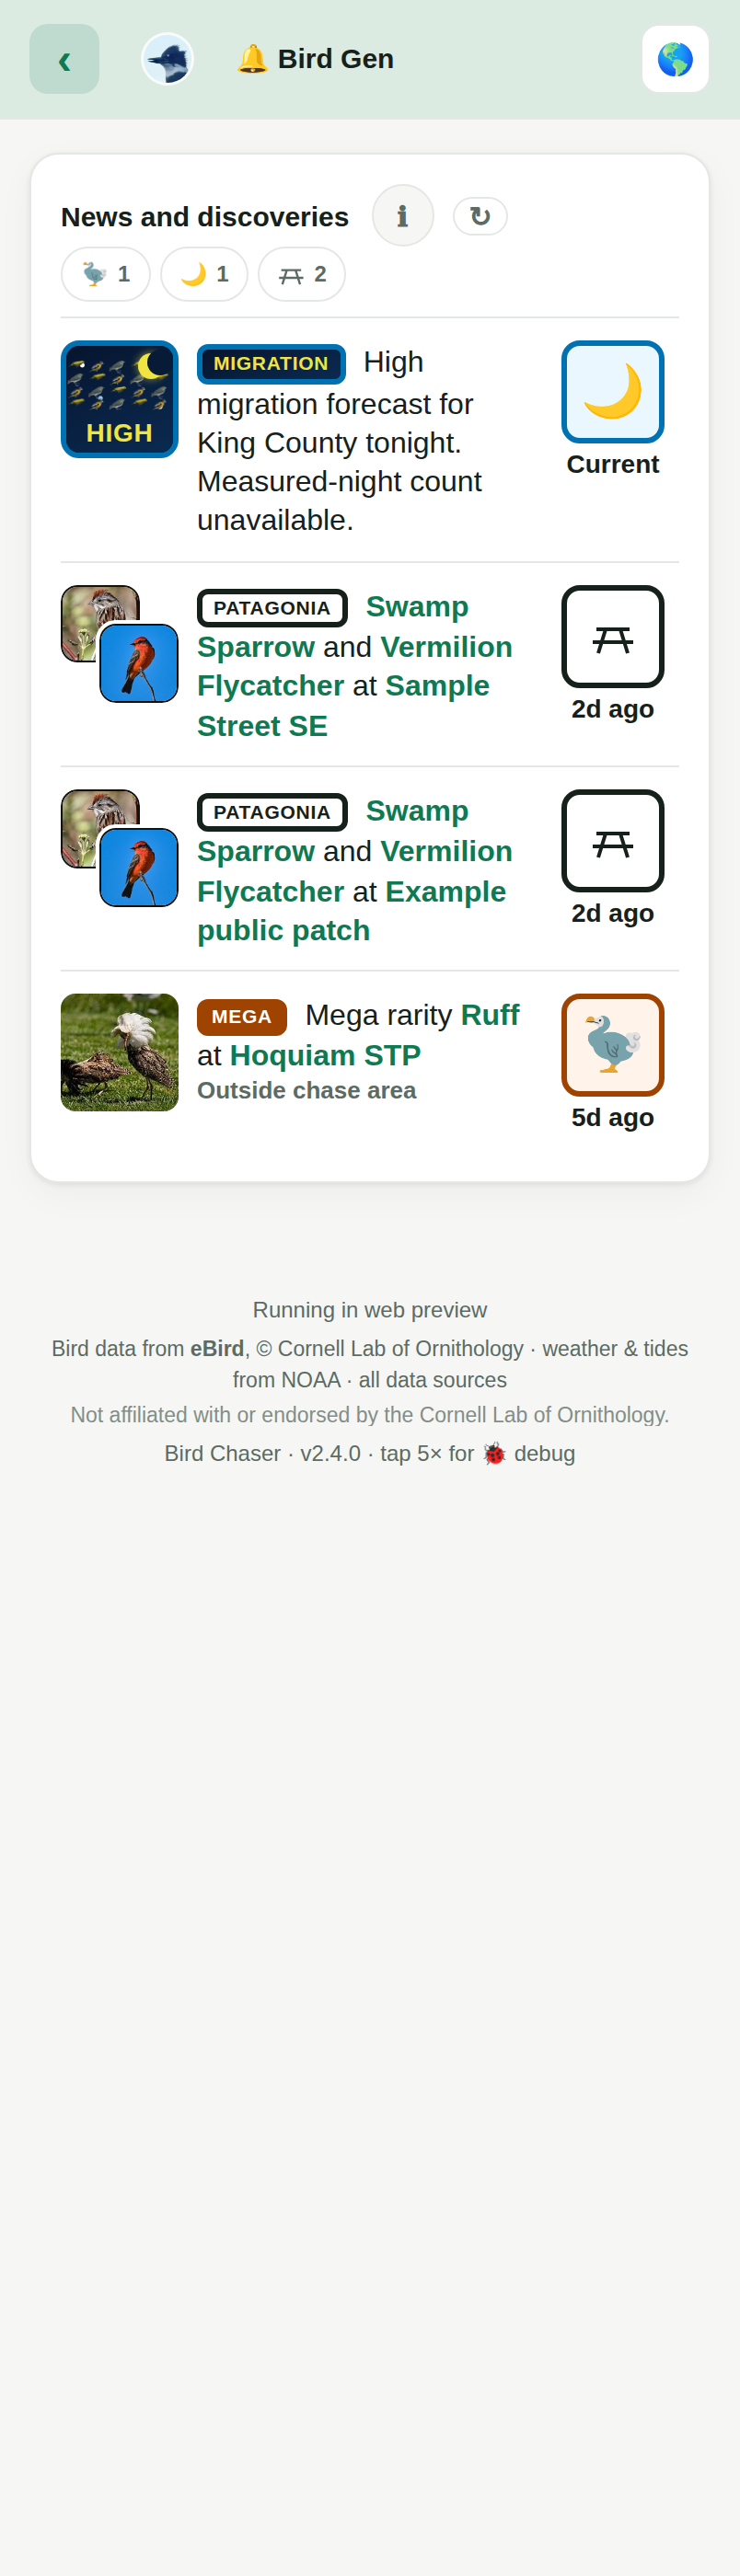 ‹ 🔔 Bird Gen 🌎
News and discoveries ℹ ↻
🦤 1 🌙 1 2
HIGH
MIGRATION High
migration forecast for
King County tonight.
Measured-night count
unavailable.
Current
PATAGONIA Swamp
Sparrow and Vermilion
Flycatcher at Sample
Street SE
2d ago
PATAGONIA Swamp
Sparrow and Vermilion
Flycatcher at Example
public patch
2d ago
MEGA Mega rarity Ruff
at Hoquiam STP
Outside chase area
5d ago
Running in web preview
Bird data from eBird, © Cornell Lab of Ornithology · weather & tides
from NOAA · all data sources
Not affiliated with or endorsed by the Cornell Lab of Ornithology.
Bird Chaser · v2.4.0 · tap 5× for 🐞 debug